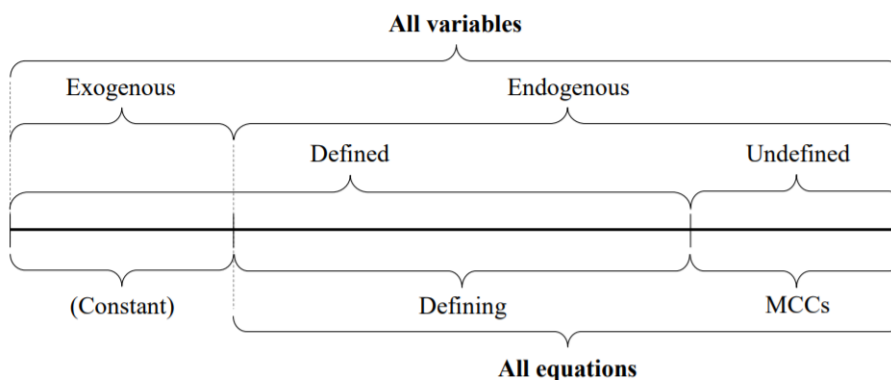 All variables
Exogenous Endogenous
Defined Undefined
(Constant) Defining MCCs
All equations